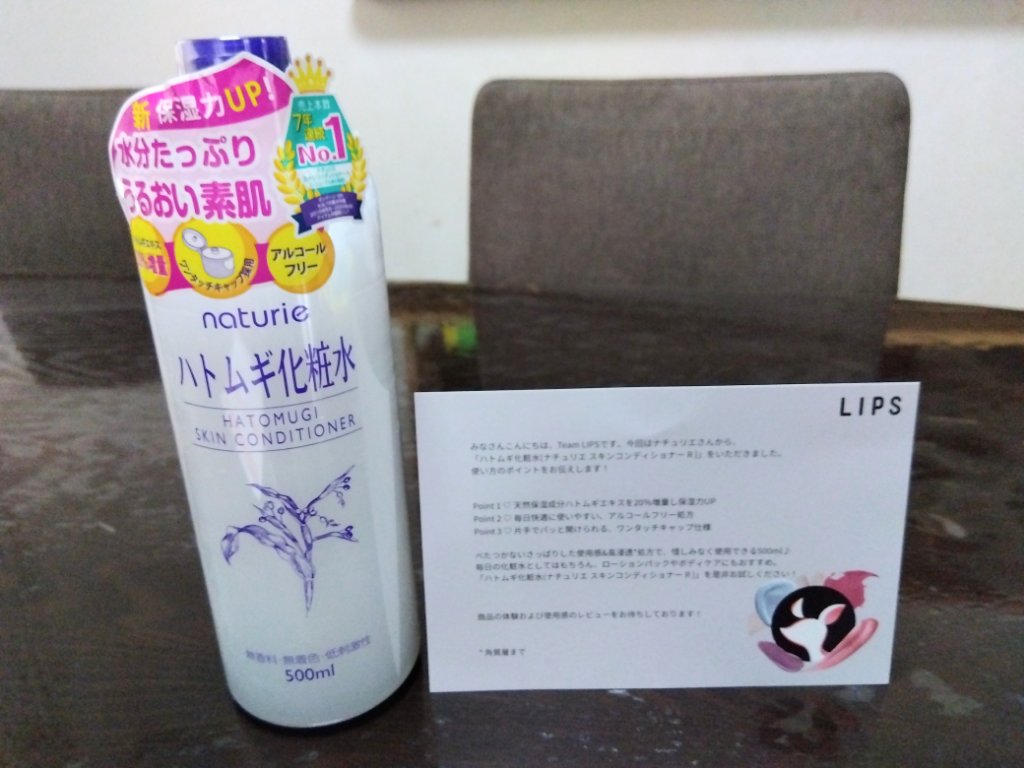 新 保湿力UP!
水分たっぷり
うるおい素肌
売上本数
7年
連続
No.1
増量
ワンタッチキャップ採用
アルコール
フリー
naturie
ハトムギ化粧水
HATOMUGI
SKIN CONDITIONER
無香料・無着色・低刺激性
500ml
LIPS
みなさんこんにちは、Team LIPSです。今回はナチュリエさんから、
「ハトムギ化粧水[ナチュリエ スキンコンディショナー R]」をいただきました。
使い方のポイントをお伝えします！
Point 1 ♡ 天然保湿成分ハトムギエキスを20%増量し保湿力UP
Point 2 ♡ 毎日快適に使いやすい、アルコールフリー処方
Point 3 ♡ 片手でパッと開けられる、ワンタッチキャップ仕様
べたつかないさっぱりした使用感&高浸透*処方で、惜しみなく使用できる500ml♪
毎日の化粧水としてはもちろん、ローションパックやボディケアにもおすすめ。
「ハトムギ化粧水[ナチュリエ スキンコンディショナー R]」を是非お試しください！
商品の体験および使用感のレビューをお待ちしております！
*角質層まで